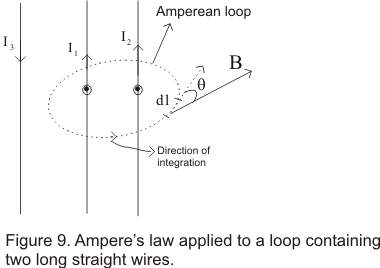 Amperean loop
I3
I1
I2
B
θ
dl
Direction of
integration
Figure 9. Ampere's law applied to a loop containing
two long straight wires.